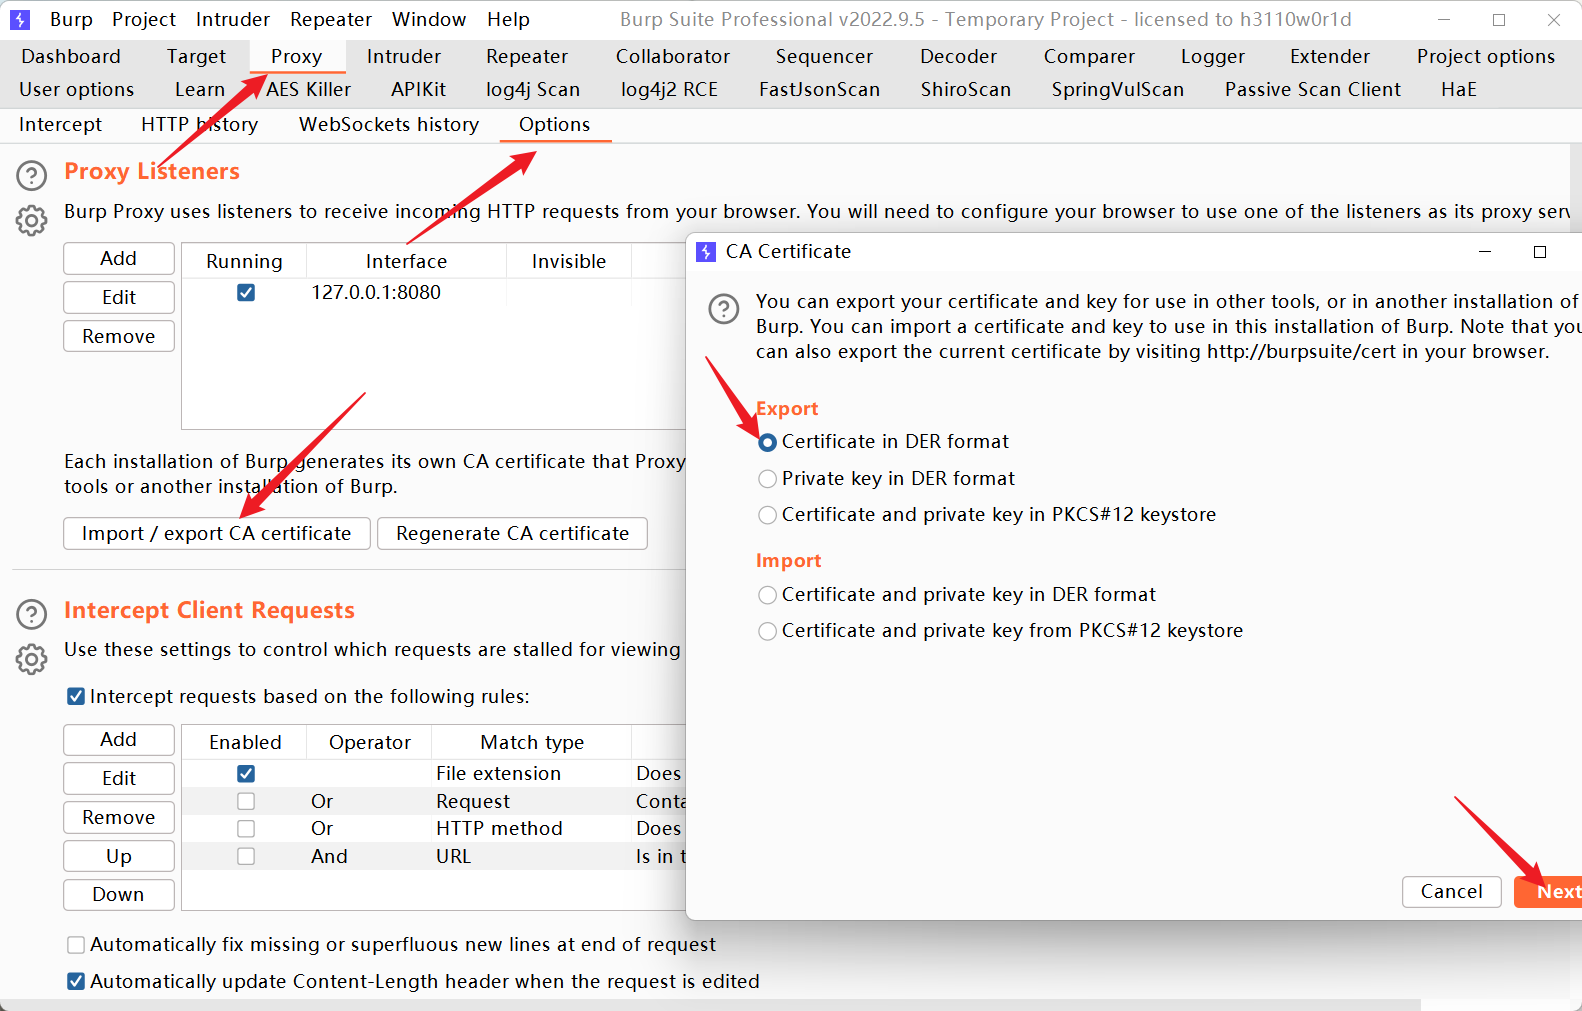 Burp Project Intruder Repeater Window Help Burp Suite Professional v2022.9.5 - Temporary Project - licensed to h3110w0r1d
Dashboard Target Proxy Intruder Repeater Collaborator Sequencer Decoder Comparer Logger Extender Project options
User options Learn AES Killer APIKit log4j Scan log4j2 RCE FastJsonScan ShiroScan SpringVulScan Passive Scan Client HaE
Intercept HTTP history WebSockets history Options
Proxy Listeners
Burp Proxy uses listeners to receive incoming HTTP requests from your browser. You will need to configure your browser to use one of the listeners as its proxy serv
Add
Edit
Remove
Running Interface Invisible
127.0.0.1:8080
Each installation of Burp generates its own CA certificate that Proxy
tools or another installation of Burp.
Import / export CA certificate Regenerate CA certificate
Intercept Client Requests
Use these settings to control which requests are stalled for viewing
Intercept requests based on the following rules:
Add
Edit
Remove
Up
Down
Enabled Operator Match type
File extension Does
Or Request Conta
Or HTTP method Does
And URL Is in t
Automatically fix missing or superfluous new lines at end of request
Automatically update Content-Length header when the request is edited
CA Certificate
You can export your certificate and key for use in other tools, or in another installation of
Burp. You can import a certificate and key to use in this installation of Burp. Note that you
can also export the current certificate by visiting http://burpsuite/cert in your browser.
Export
Certificate in DER format
Private key in DER format
Certificate and private key in PKCS#12 keystore
Import
Certificate and private key in DER format
Certificate and private key from PKCS#12 keystore
Cancel Next